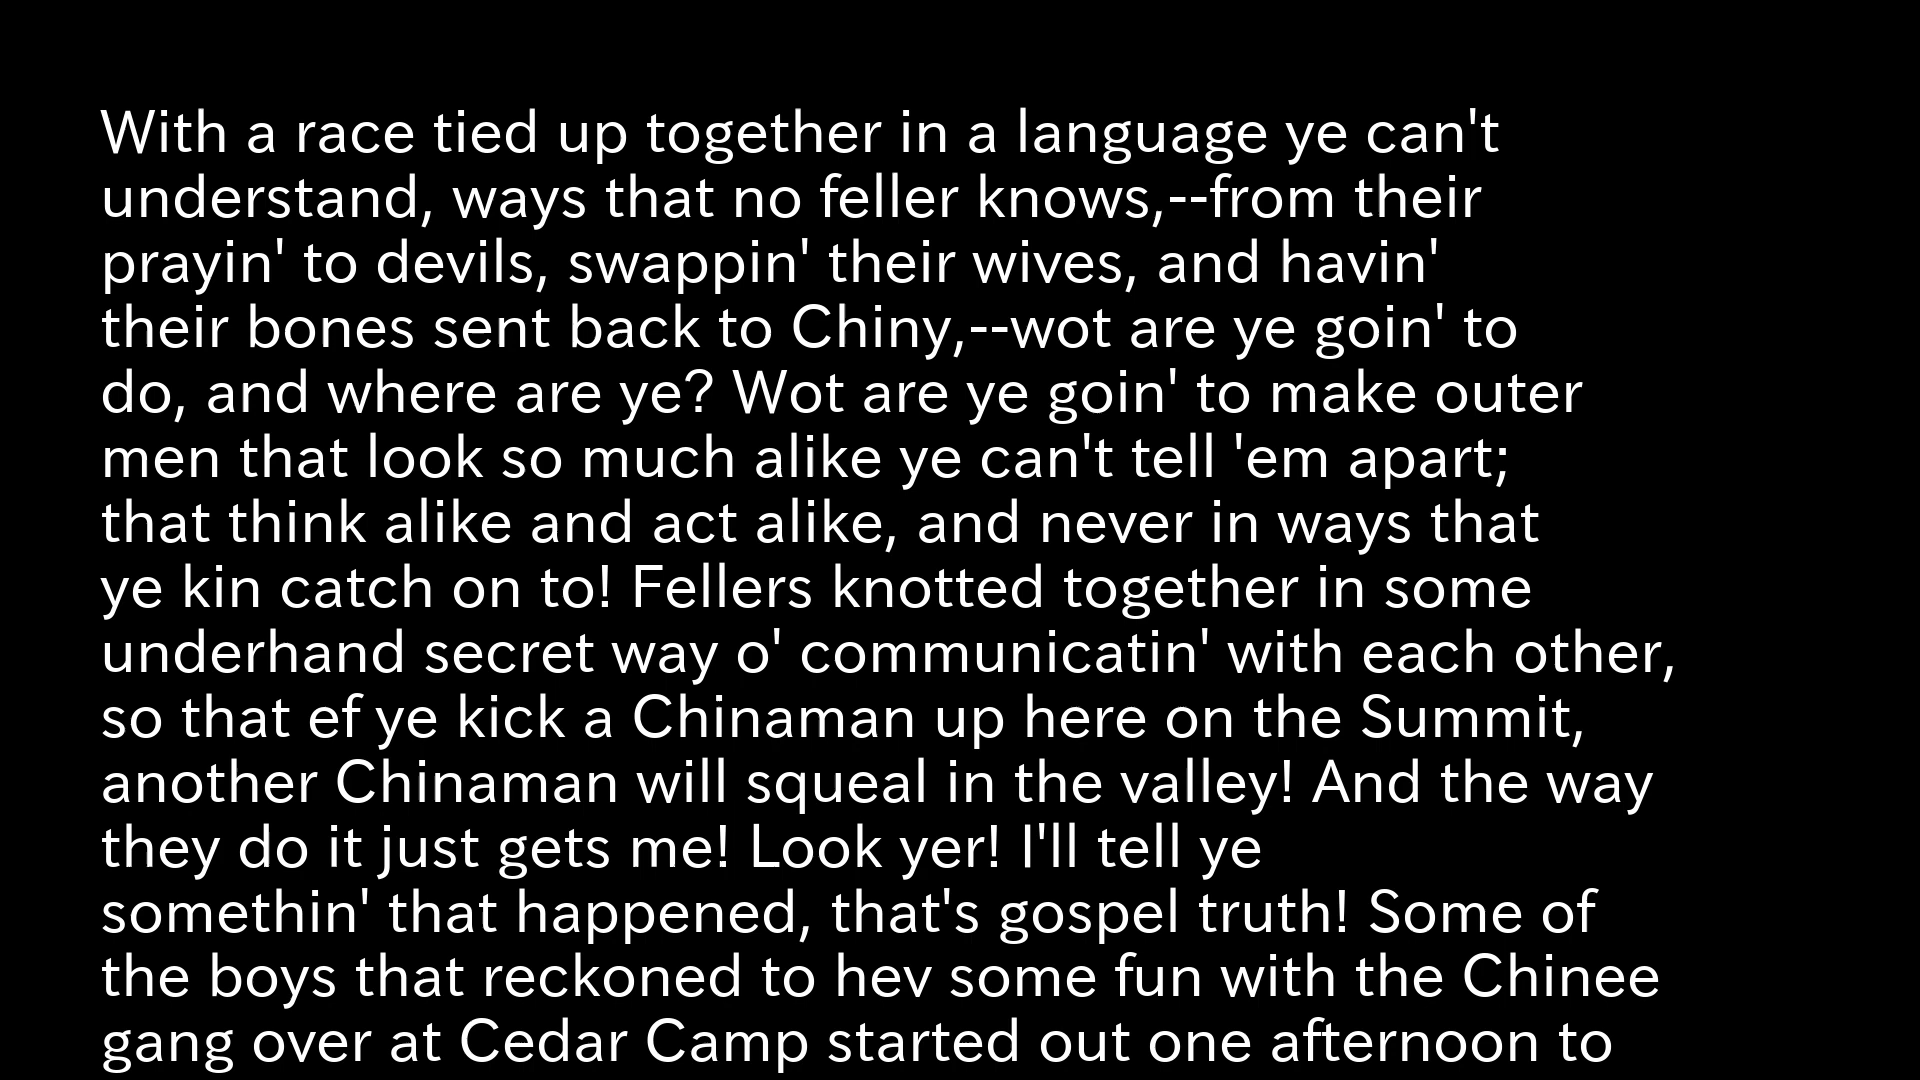 With a race tied up together in a language ye can't
understand, ways that no feller knows,--from their
prayin' to devils, swappin' their wives, and havin'
their bones sent back to Chiny,--wot are ye goin' to
do, and where are ye? Wot are ye goin' to make outer
men that look so much alike ye can't tell 'em apart;
that think alike and act alike, and never in ways that
ye kin catch on to! Fellers knotted together in some
underhand secret way o' communicatin' with each other,
so that ef ye kick a Chinaman up here on the Summit,
another Chinaman will squeal in the valley! And the way
they do it just gets me! Look yer! I'll tell ye
somethin' that happened, that's gospel truth! Some of
the boys that reckoned to hev some fun with the Chinee
gang over at Cedar Camp started out one afternoon to